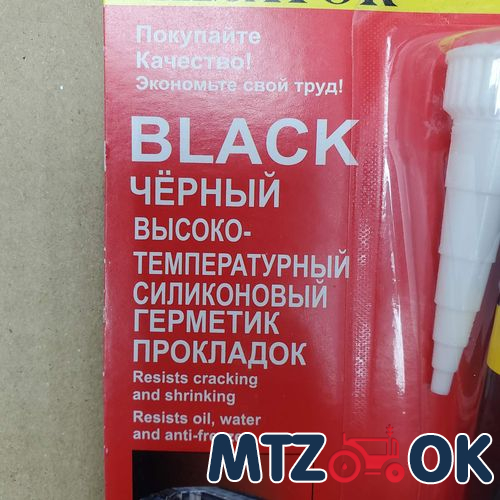 Покупайте
Качество!
Экономьте свой труд!
BLACK
ЧЁРНЫЙ
ВЫСОКО-
ТЕМПЕРАТУРНЫЙ
СИЛИКОНОВЫЙ
ГЕРМЕТИК
ПРОКЛАДОК
Resists cracking
and shrinking
Resists oil, water
and
MTZ OK